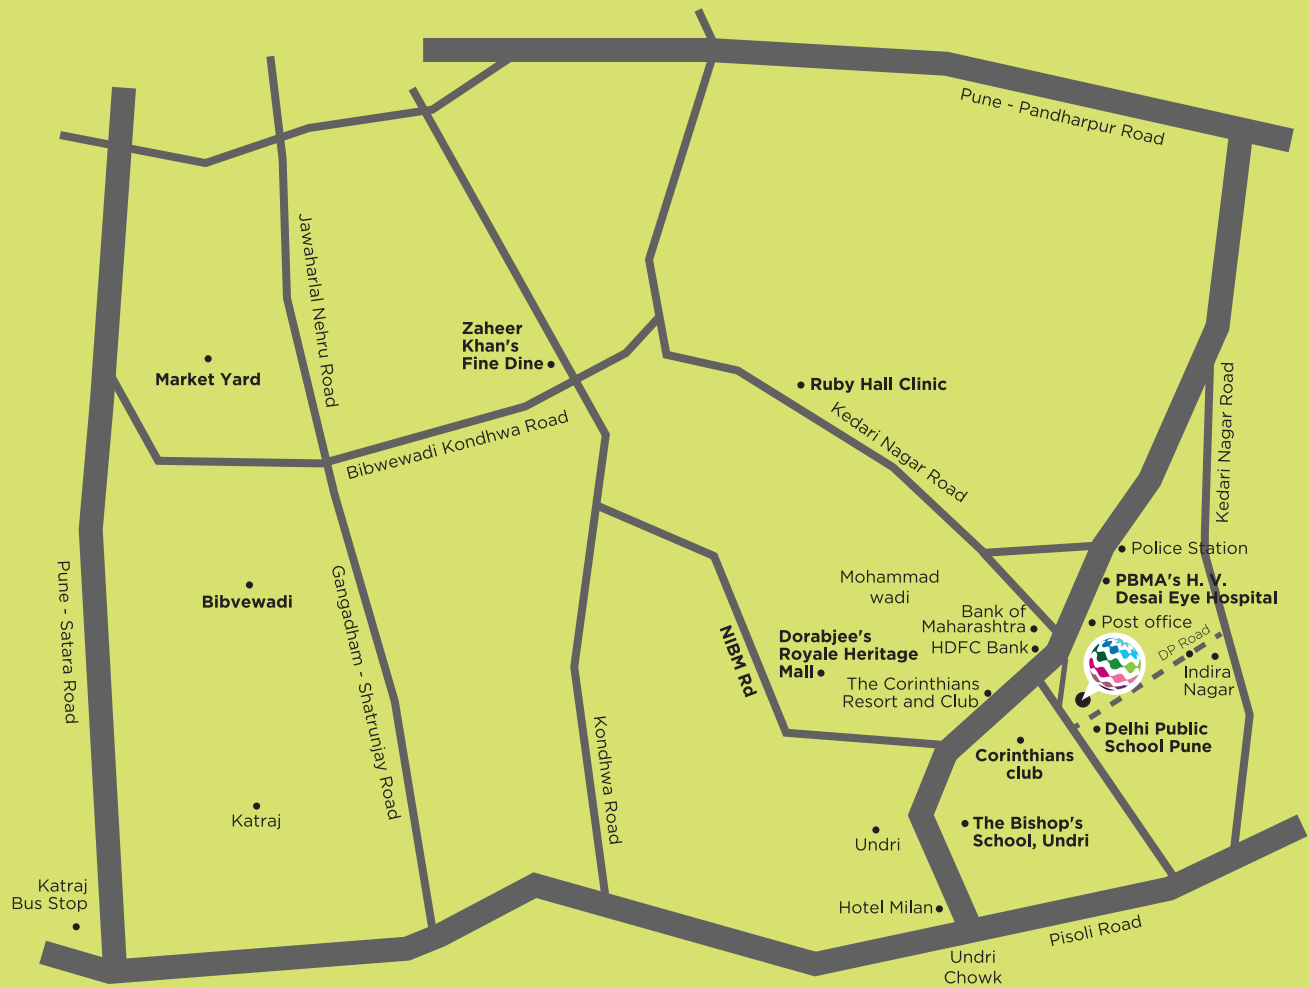 Pune - Pandharpur Road
Jawaharlal Nehru Road
Zaheer
Khan's
Fine Dine
Market Yard
Ruby Hall Clinic
Kedari Nagar Road
Kedari Nagar Road
Bibwewadi Kondhwa Road
Police Station
PBMA's H. V.
Desai Eye Hospital
Mohammad
wadi
Bank of
Maharashtra
Post office
HDFC Bank
DP Road
Indira
Nagar
Pune - Satara Road
Bibvewadi
Gangadham - Shatrunjay Road
NIBM Rd
Dorabjee's
Royale Heritage
Mall
The Corinthians
Resort and Club
Delhi Public
School Pune
Corinthians
club
Kondhwa Road
Katraj
The Bishop's
School, Undri
Undri
Katraj
Bus Stop
Hotel Milan
Pisoli Road
Undri
Chowk